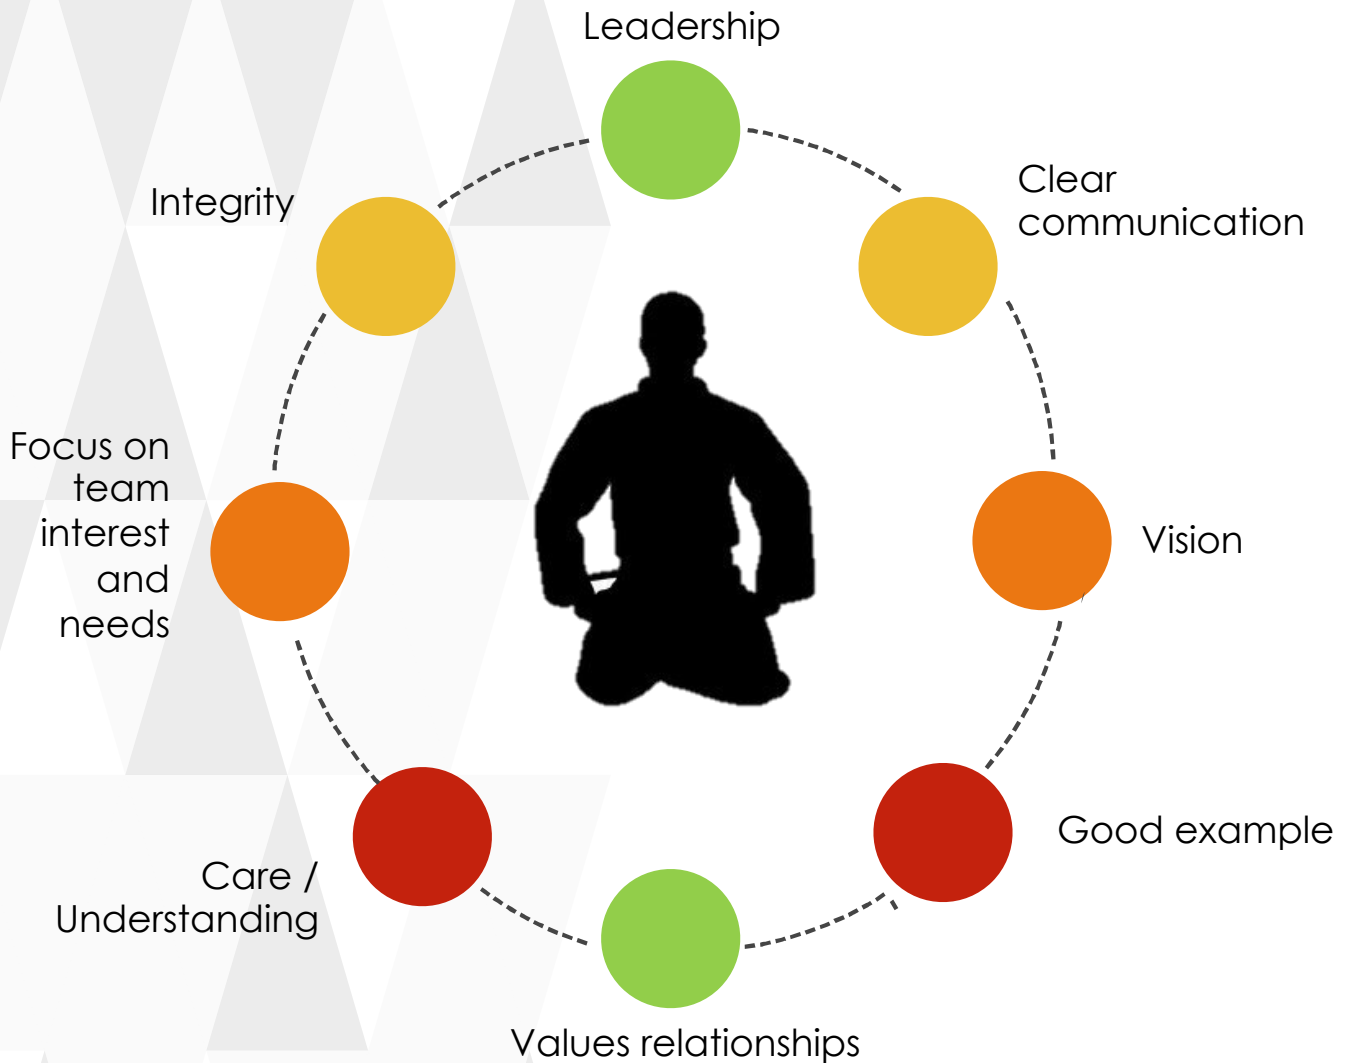 Leadership
Clear
communication
Integrity
Focus on
team
interest
and
needs
Vision
Good example
Care /
Understanding
Values relationships